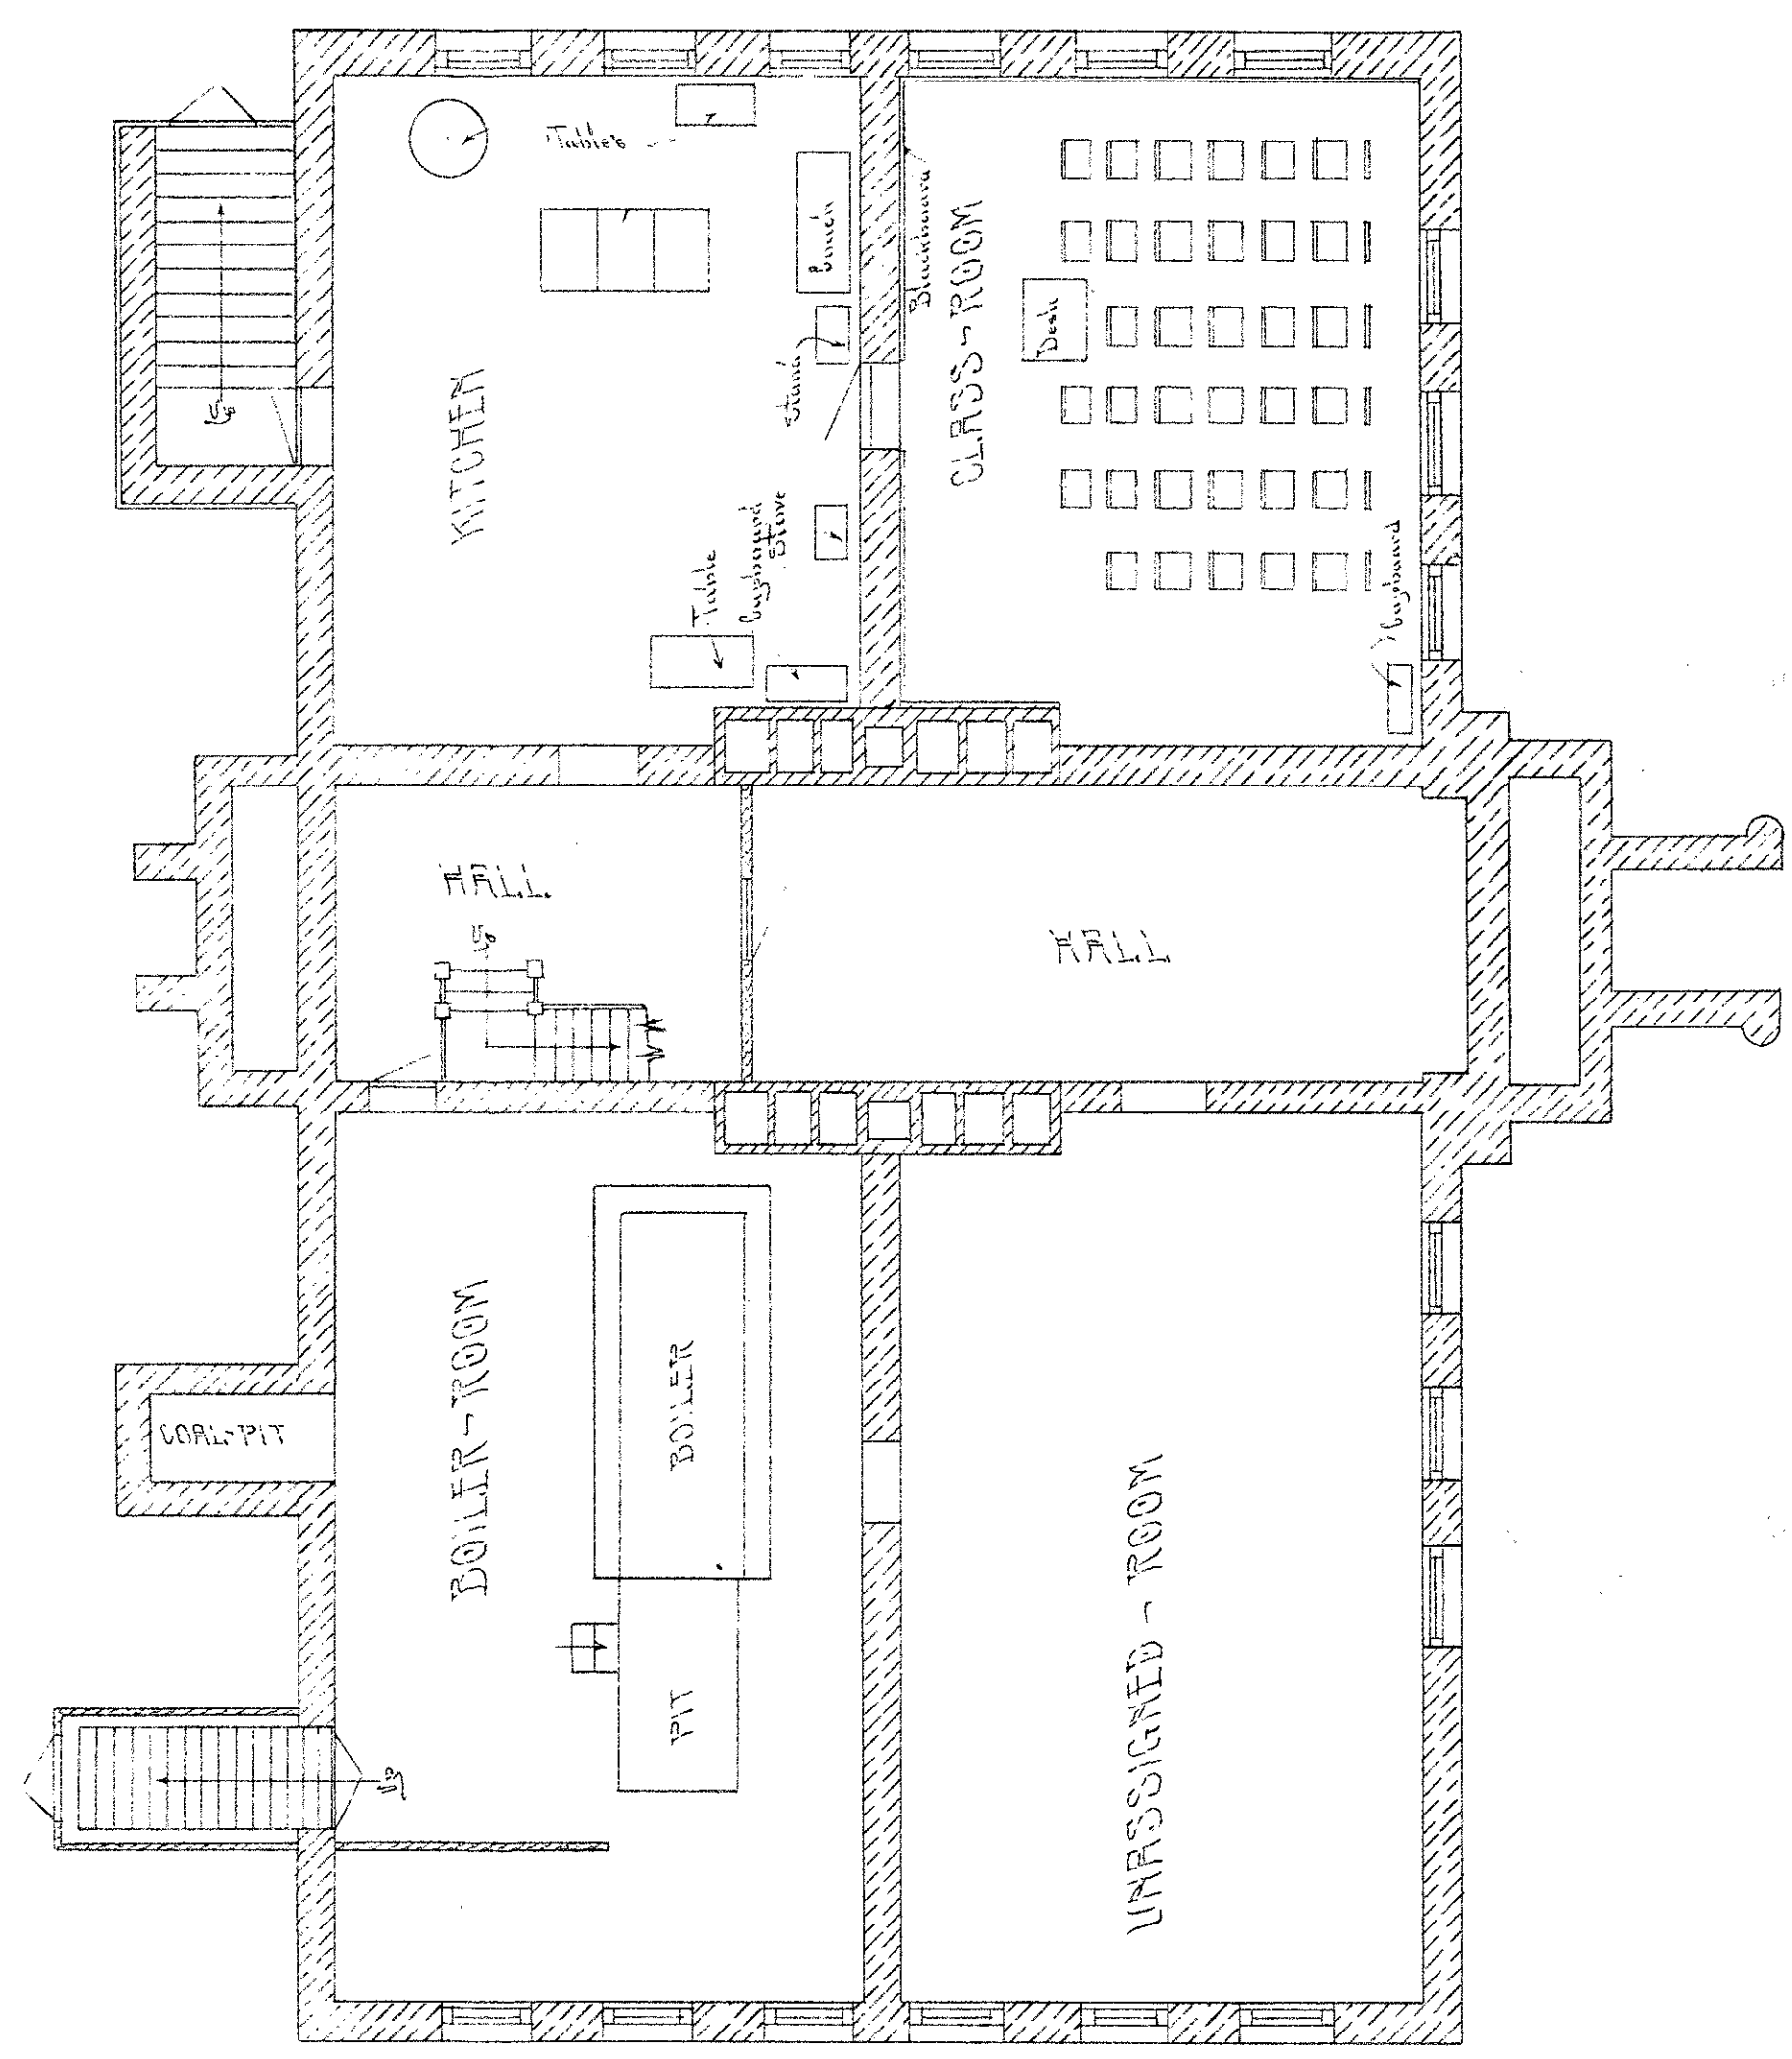 Table's
Bench
Blackboard
CLASS-ROOM
Desk
Stand
Up
KITCHEN
Cupboard
Stove
Table
Cupboard
HALL
Up
HALL
BOILER-ROOM
BOILER
COAL-PIT
UNASSIGNED-ROOM
PIT
Up